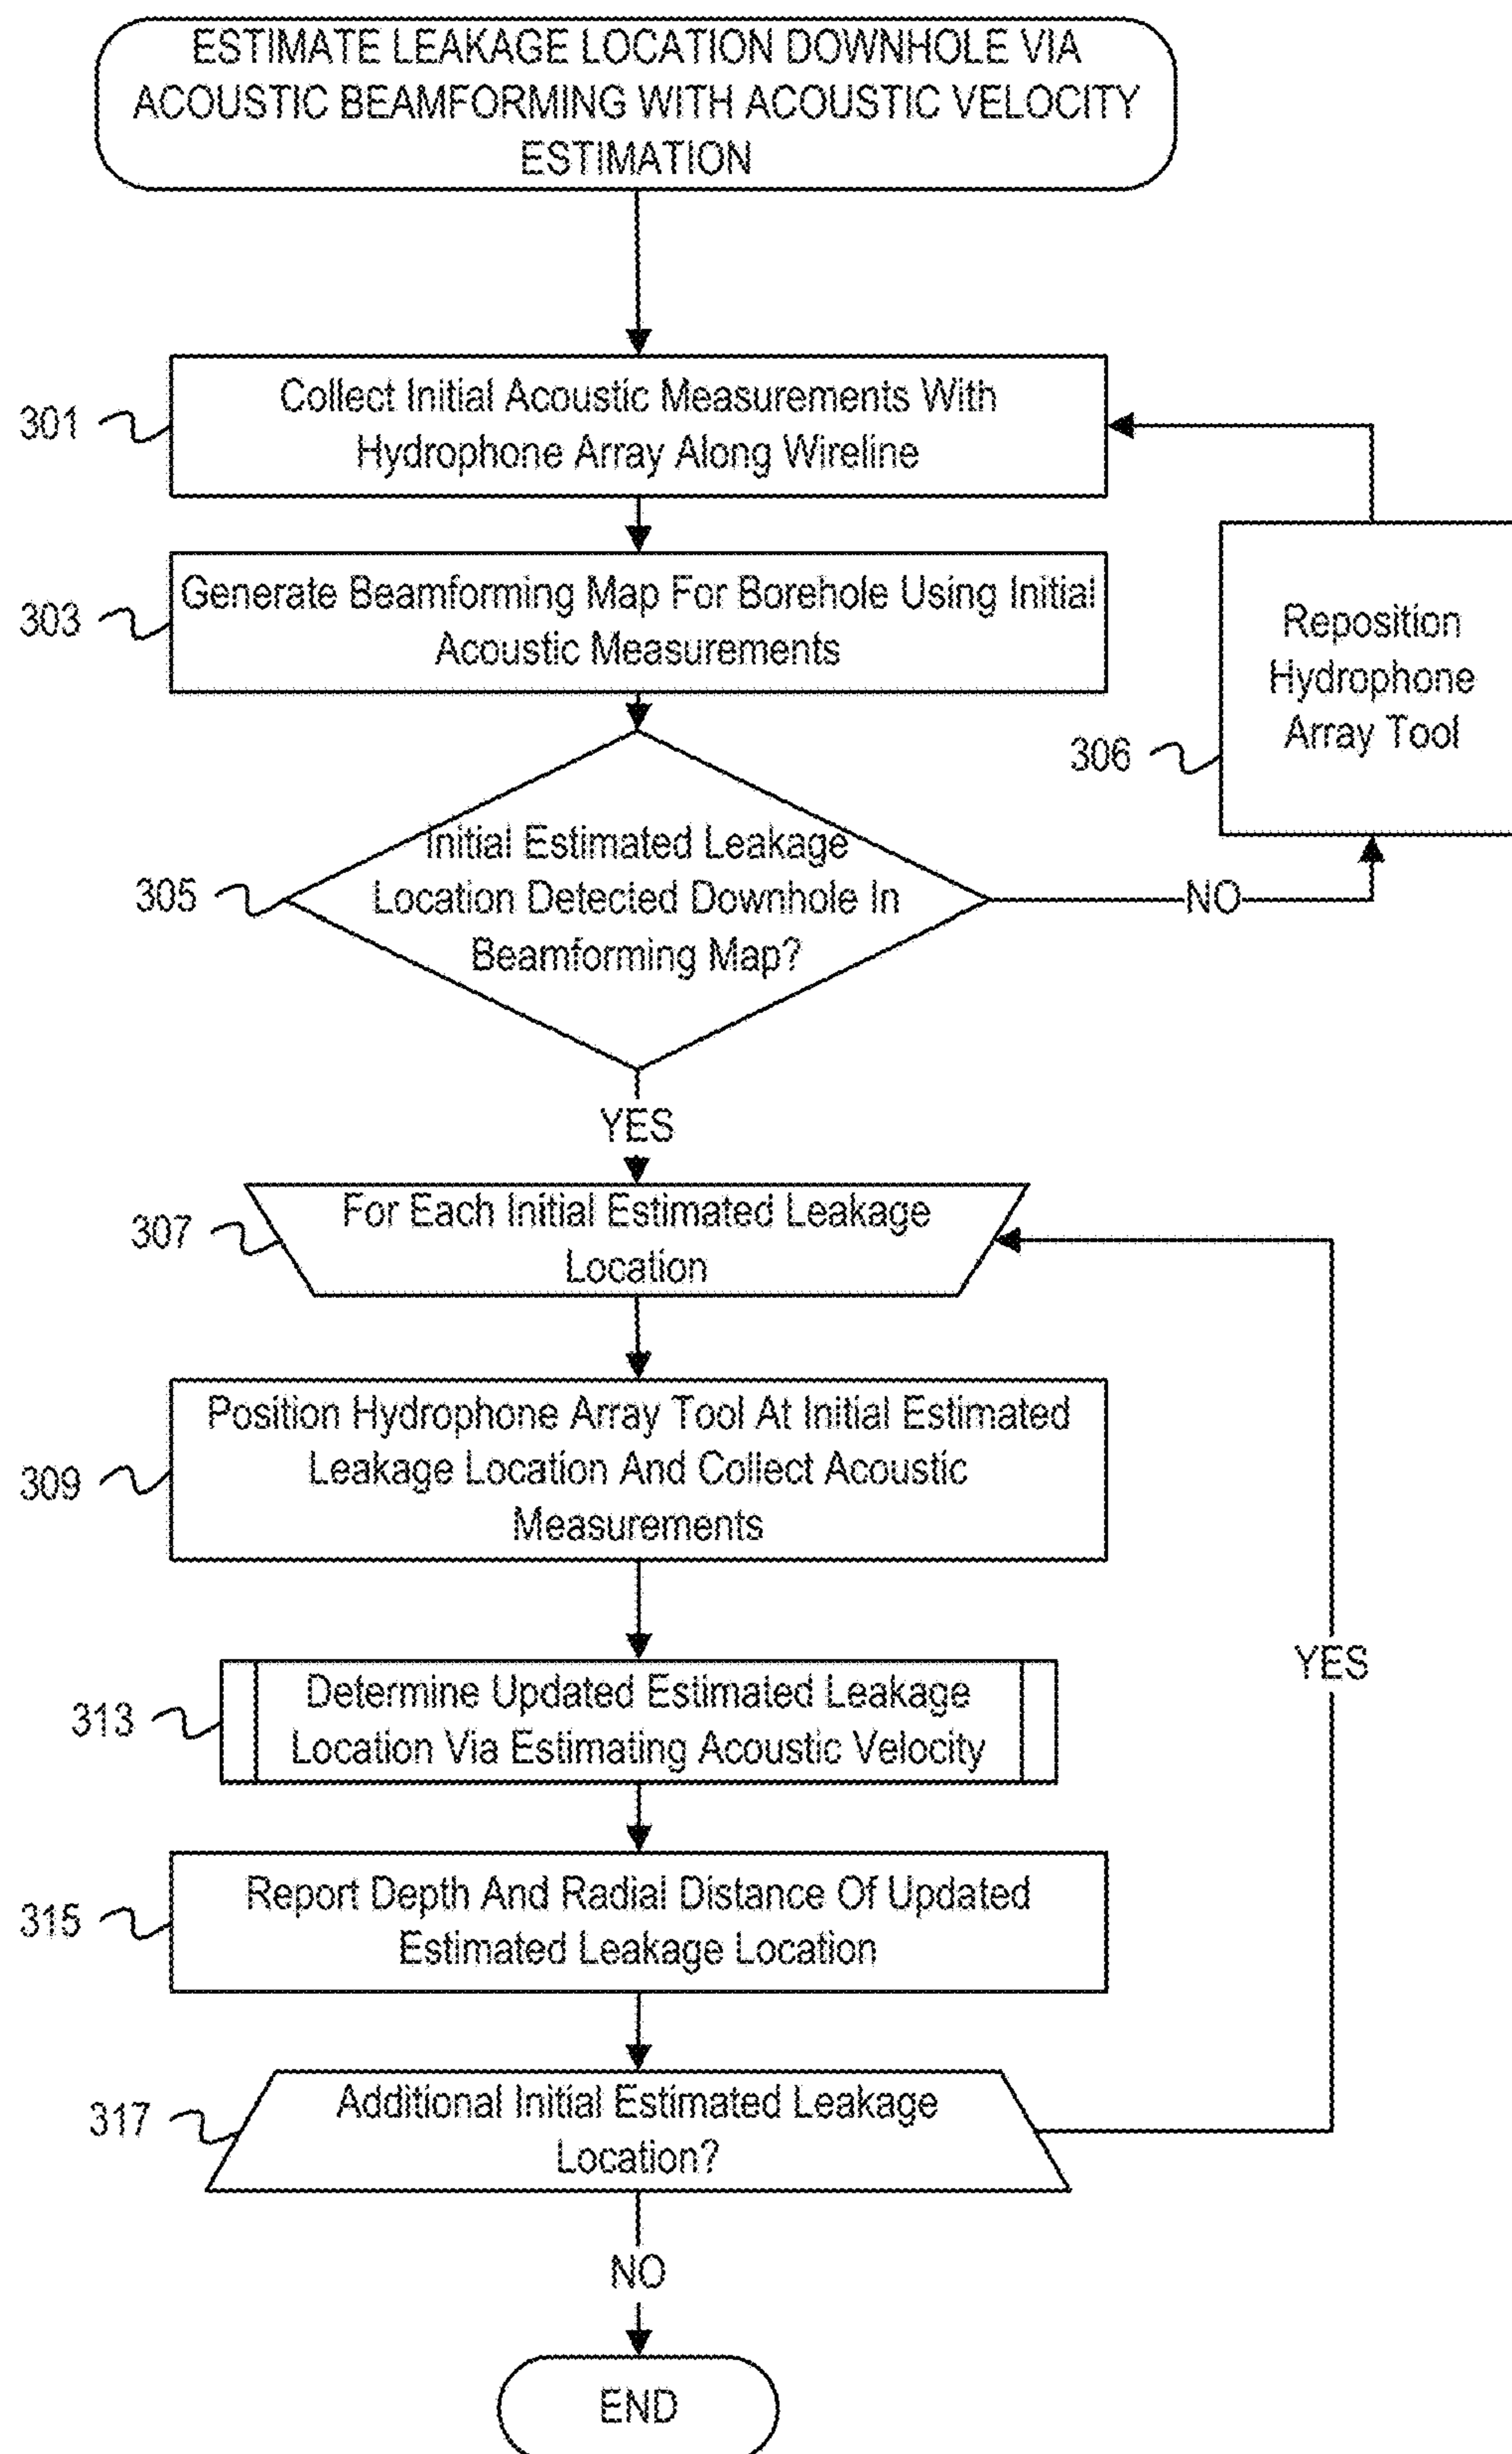 ESTIMATE LEAKAGE LOCATION DOWNHOLE VIA
ACOUSTIC BEAMFORMING WITH ACOUSTIC VELOCITY
ESTIMATION
301
Collect Initial Acoustic Measurements With
Hydrophone Array Along Wireline
303
Generate Beamforming Map For Borehole Using Initial
Acoustic Measurements
306
Reposition
Hydrophone
Array Tool
305
Initial Estimated Leakage
Location Detected Downhole In
Beamforming Map?
NO
YES
307
For Each Initial Estimated Leakage
Location
309
Position Hydrophone Array Tool At Initial Estimated
Leakage Location And Collect Acoustic
Measurements
313
Determine Updated Estimated Leakage
Location Via Estimating Acoustic Velocity
YES
315
Report Depth And Radial Distance Of Updated
Estimated Leakage Location
317
Additional Initial Estimated Leakage
Location?
NO
END